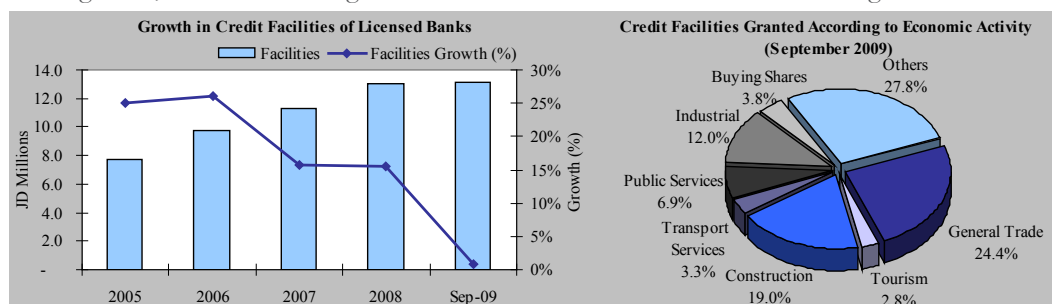 Growth in Credit Facilities of Licensed Banks
Facilities
Facilities Growth (%)
14.0
12.0
10.0
8.0
6.0
4.0
2.0
-
JD Millions
30%
25%
20%
15%
10%
5%
0%
Growth (%)
2005 2006 2007 2008 Sep-09
Credit Facilities Granted According to Economic Activity
(September 2009)
Others
27.8%
Buying Shares
3.8%
Industrial
12.0%
Public Services
6.9%
Transport
Services
3.3%
Construction
19.0%
Tourism
2.8%
General Trade
24.4%